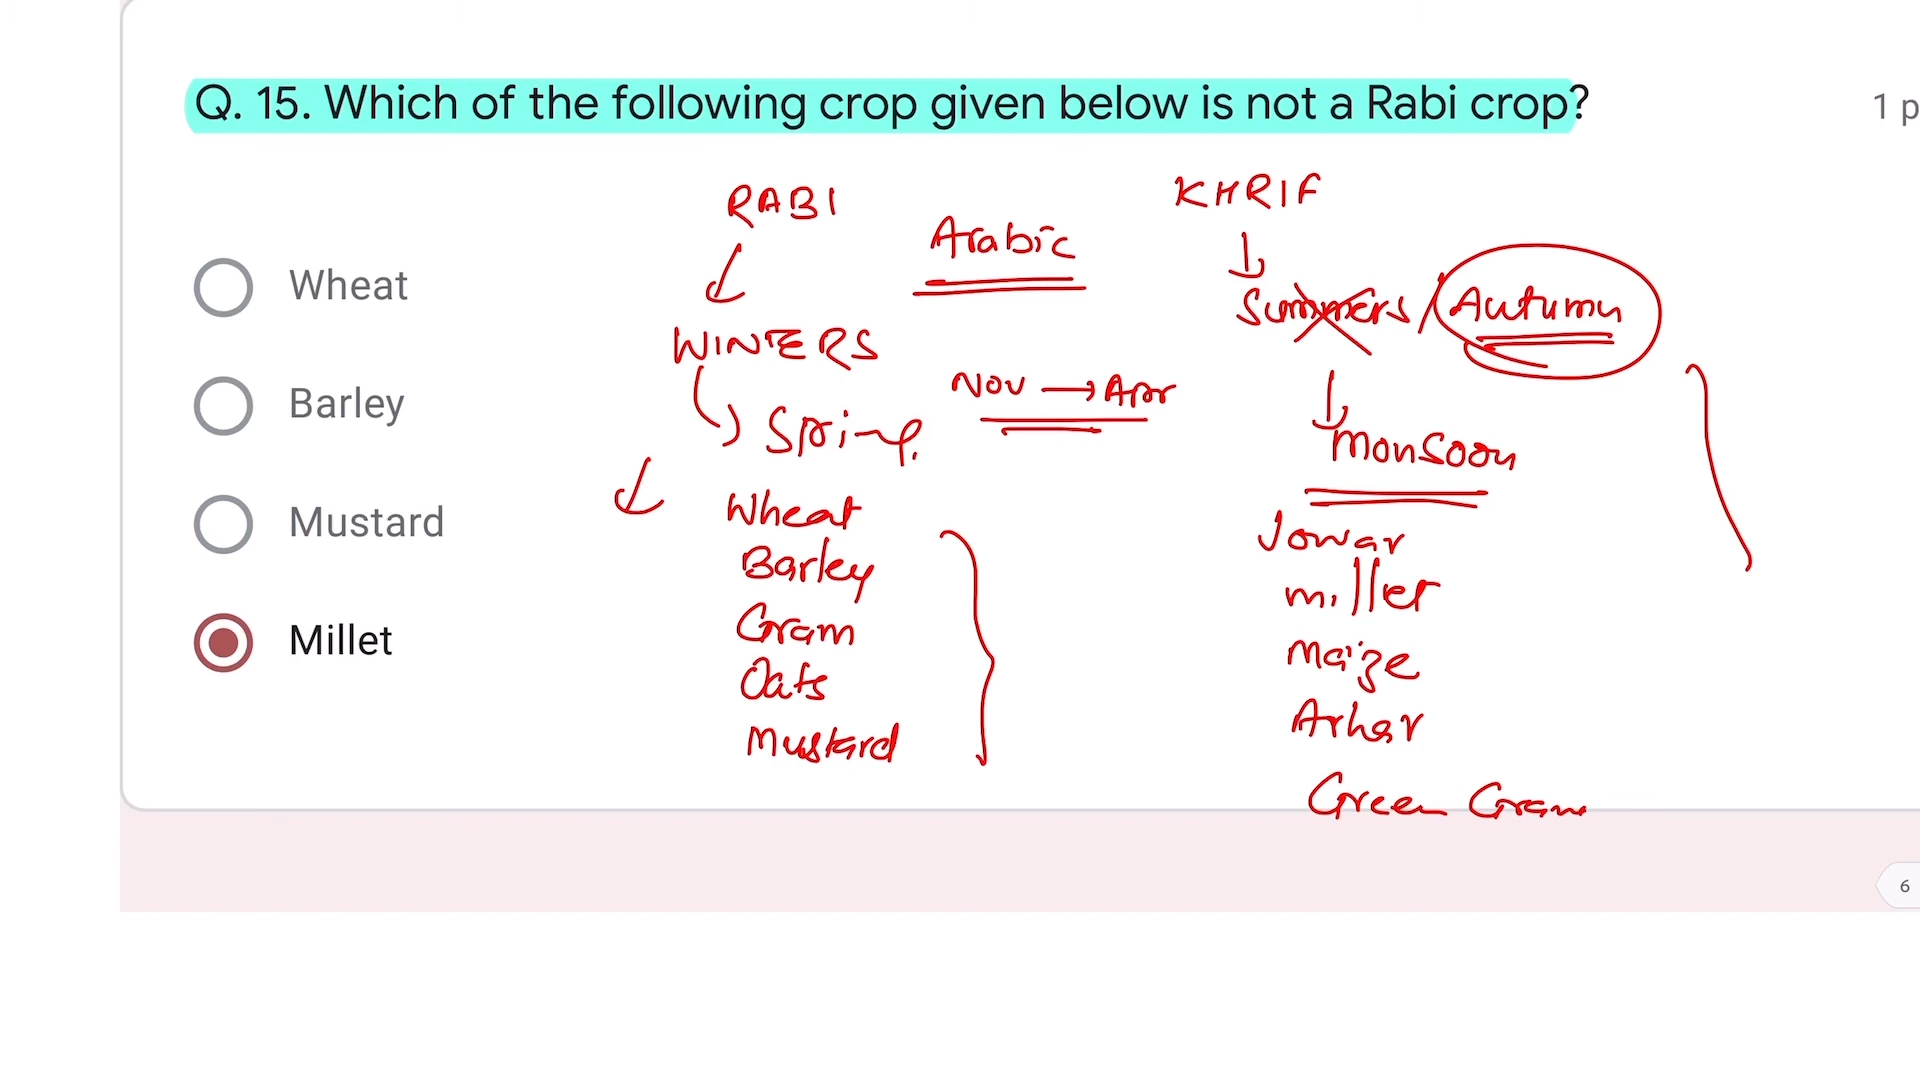 Q. 15. Which of the following crop given below is not a Rabi crop?
1 p
Wheat
Barley
Mustard
Millet
RABI
Arabic
WINTERS
Spring.
Nov → Apr
Wheat
Barley
Gram
Oats
Mustard
KHRIF
Summers / Autumn
Monsoon
Jowar
millet
Maize
Arhar
Green Gram
6